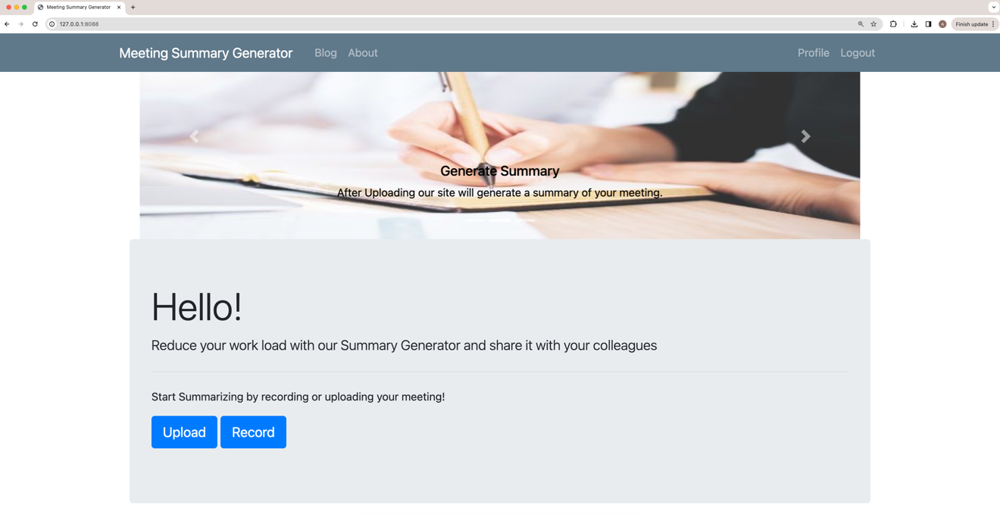 Meeting Summary Generator
127.0.0.1:8088
A
Finish update
Meeting Summary Generator
Blog
About
Profile
Logout
Generate Summary
After Uploading our site will generate a summary of your meeting.
Hello!
Reduce your work load with our Summary Generator and share it with your colleagues
Start Summarizing by recording or uploading your meeting!
Upload
Record